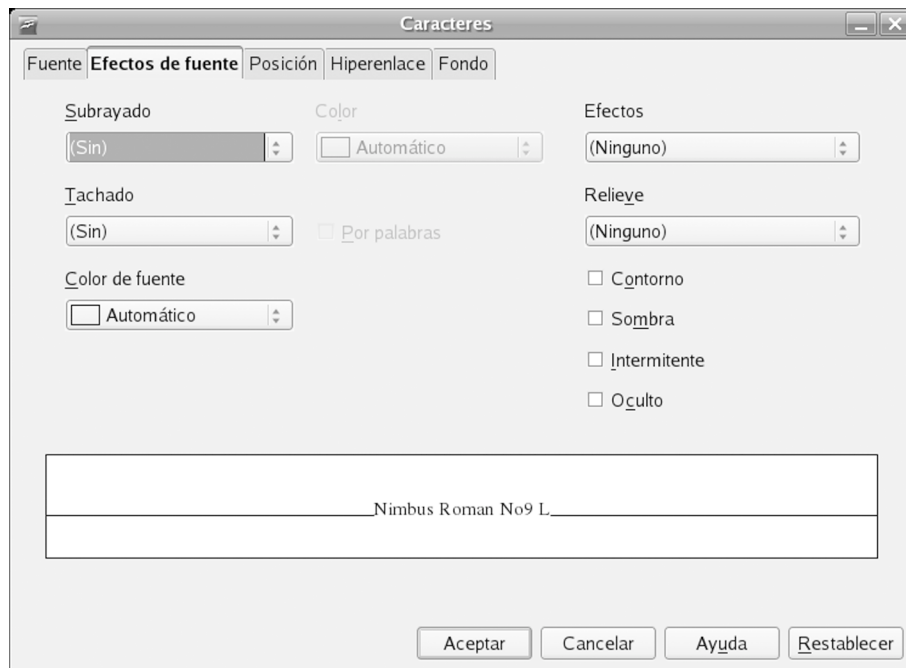 Caracteres
Fuente Efectos de fuente Posición Hiperenlace Fondo
Subrayado Color Efectos
(Sin) Automático (Ninguno)
Tachado Relieve
(Sin) Por palabras (Ninguno)
Color de fuente Contorno
Automático Sombra
Intermitente
Oculto
Nimbus Roman No9 L
Aceptar Cancelar Ayuda Restablecer